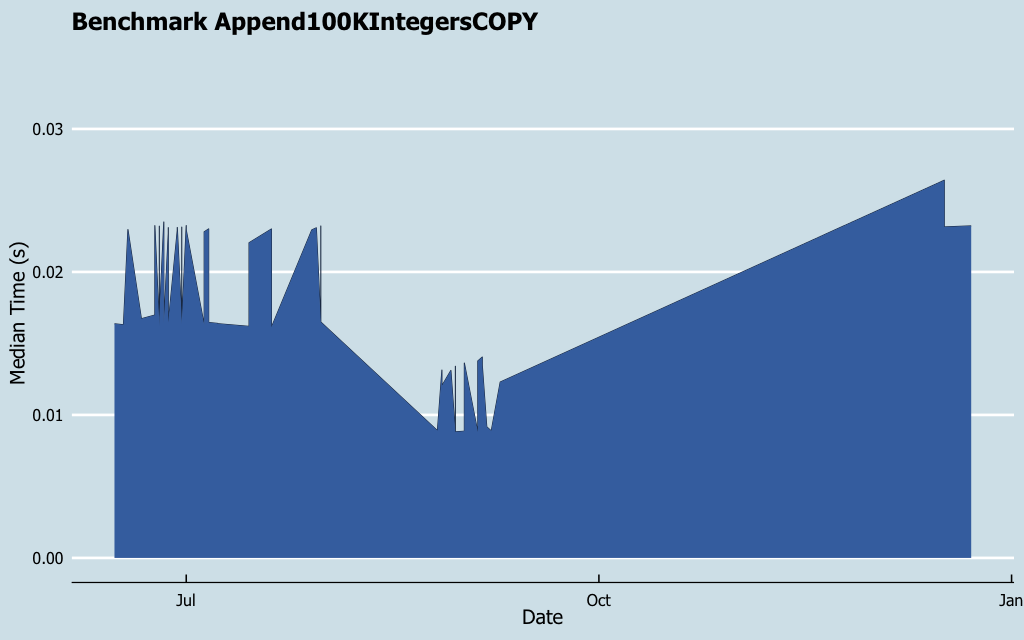 Benchmark Append100KIntegersCOPY
0.03
0.02
0.01
0.00
Median Time (s)
Jul
Oct
Jan
Date